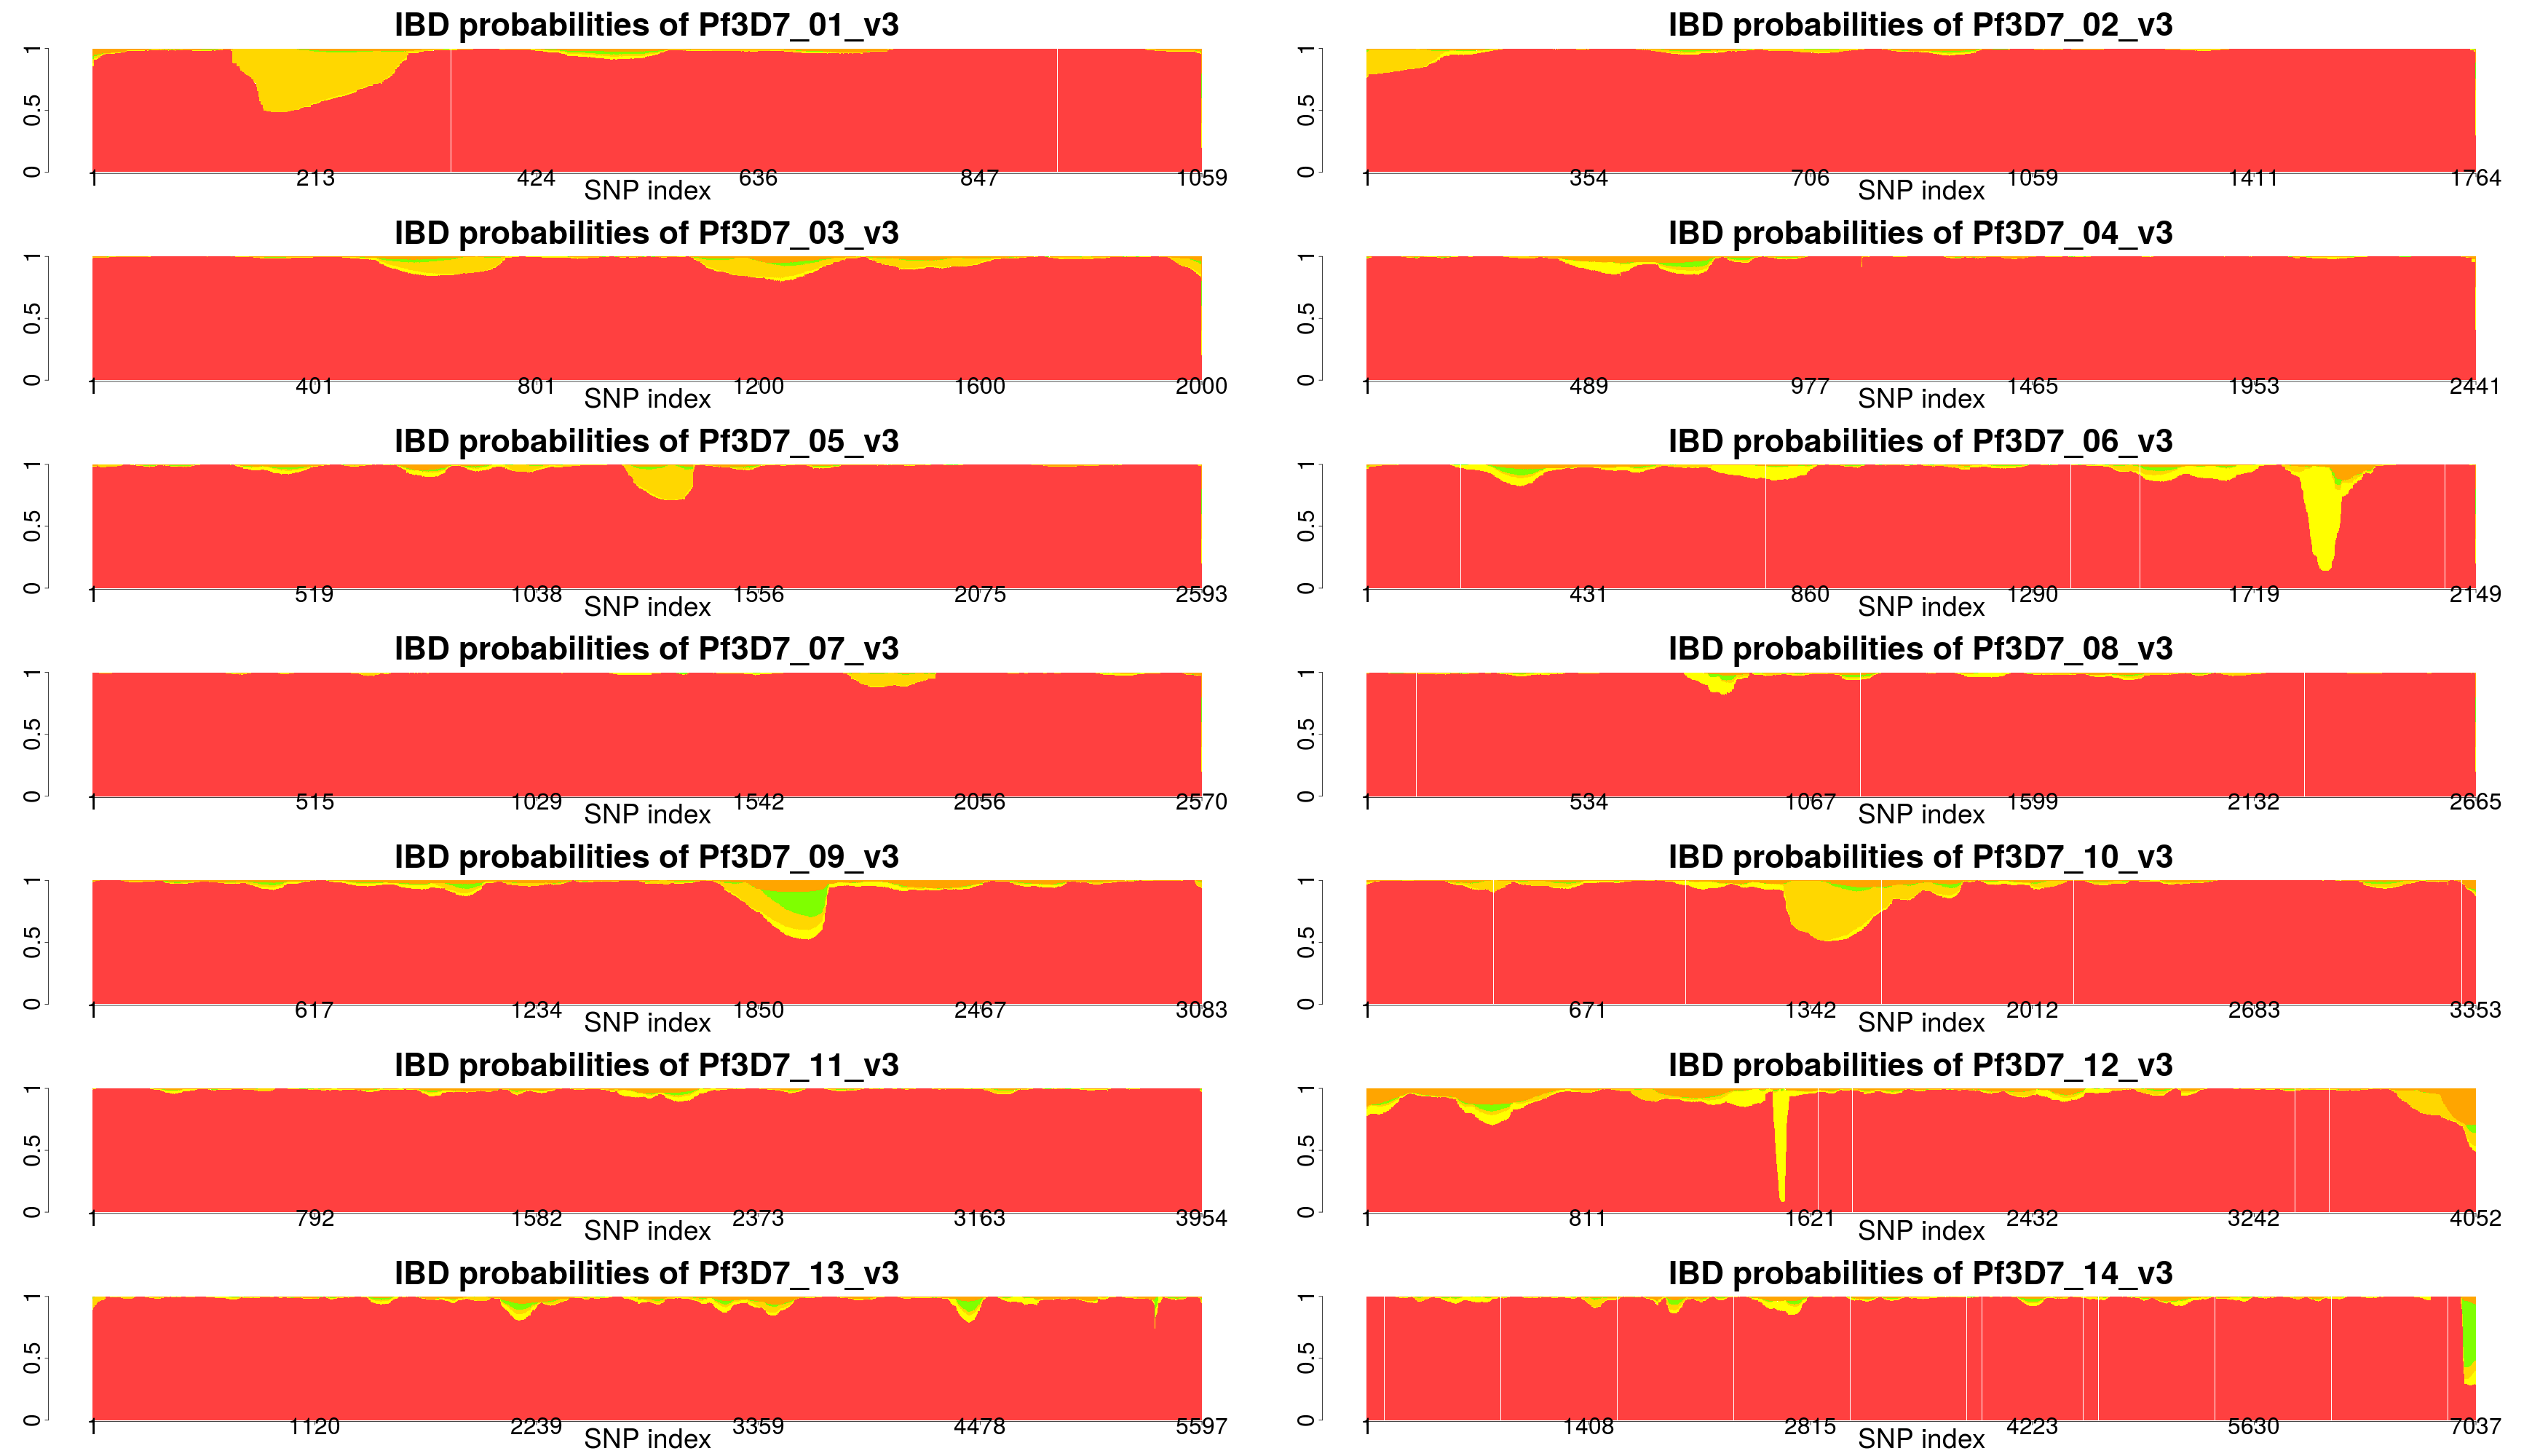 IBD probabilities of Pf3D7_01_v3
0 0.5 1
1 213 424 636 847 1059
SNP index
IBD probabilities of Pf3D7_02_v3
0 0.5 1
1 354 706 1059 1411 1764
SNP index
IBD probabilities of Pf3D7_03_v3
0 0.5 1
1 401 801 1200 1600 2000
SNP index
IBD probabilities of Pf3D7_04_v3
0 0.5 1
1 489 977 1465 1953 2441
SNP index
IBD probabilities of Pf3D7_05_v3
0 0.5 1
1 519 1038 1556 2075 2593
SNP index
IBD probabilities of Pf3D7_06_v3
0 0.5 1
1 431 860 1290 1719 2149
SNP index
IBD probabilities of Pf3D7_07_v3
0 0.5 1
1 515 1029 1542 2056 2570
SNP index
IBD probabilities of Pf3D7_08_v3
0 0.5 1
1 534 1067 1599 2132 2665
SNP index
IBD probabilities of Pf3D7_09_v3
0 0.5 1
1 617 1234 1850 2467 3083
SNP index
IBD probabilities of Pf3D7_10_v3
0 0.5 1
1 671 1342 2012 2683 3353
SNP index
IBD probabilities of Pf3D7_11_v3
0 0.5 1
1 792 1582 2373 3163 3954
SNP index
IBD probabilities of Pf3D7_12_v3
0 0.5 1
1 811 1621 2432 3242 4052
SNP index
IBD probabilities of Pf3D7_13_v3
0 0.5 1
1 1120 2239 3359 4478 5597
SNP index
IBD probabilities of Pf3D7_14_v3
0 0.5 1
1 1408 2815 4223 5630 7037
SNP index